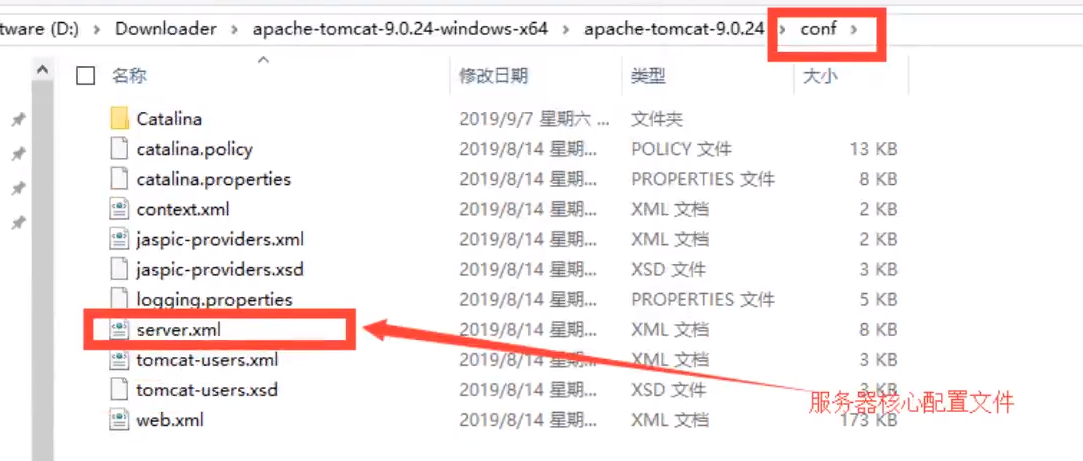 tware (D:) › Downloader › apache-tomcat-9.0.24-windows-x64 › apache-tomcat-9.0.24 › conf ›
名称 修改日期 类型 大小
Catalina 2019/9/7 星期六 ... 文件夹
catalina.policy 2019/8/14 星期... POLICY 文件 13 KB
catalina.properties 2019/8/14 星期... PROPERTIES 文件 8 KB
context.xml 2019/8/14 星期... XML 文档 2 KB
jaspic-providers.xml 2019/8/14 星期... XML 文档 2 KB
jaspic-providers.xsd 2019/8/14 星期... XSD 文件 3 KB
logging.properties 2019/8/14 星期... PROPERTIES 文件 5 KB
server.xml 2019/8/14 星期... XML 文档 8 KB
tomcat-users.xml 2019/8/14 星期... XML 文档 3 KB
tomcat-users.xsd 2019/8/14 星期... XSD 文件 3 KB
服务器核心配置文件
web.xml 2019/8/14 星期... XML 文档 173 KB